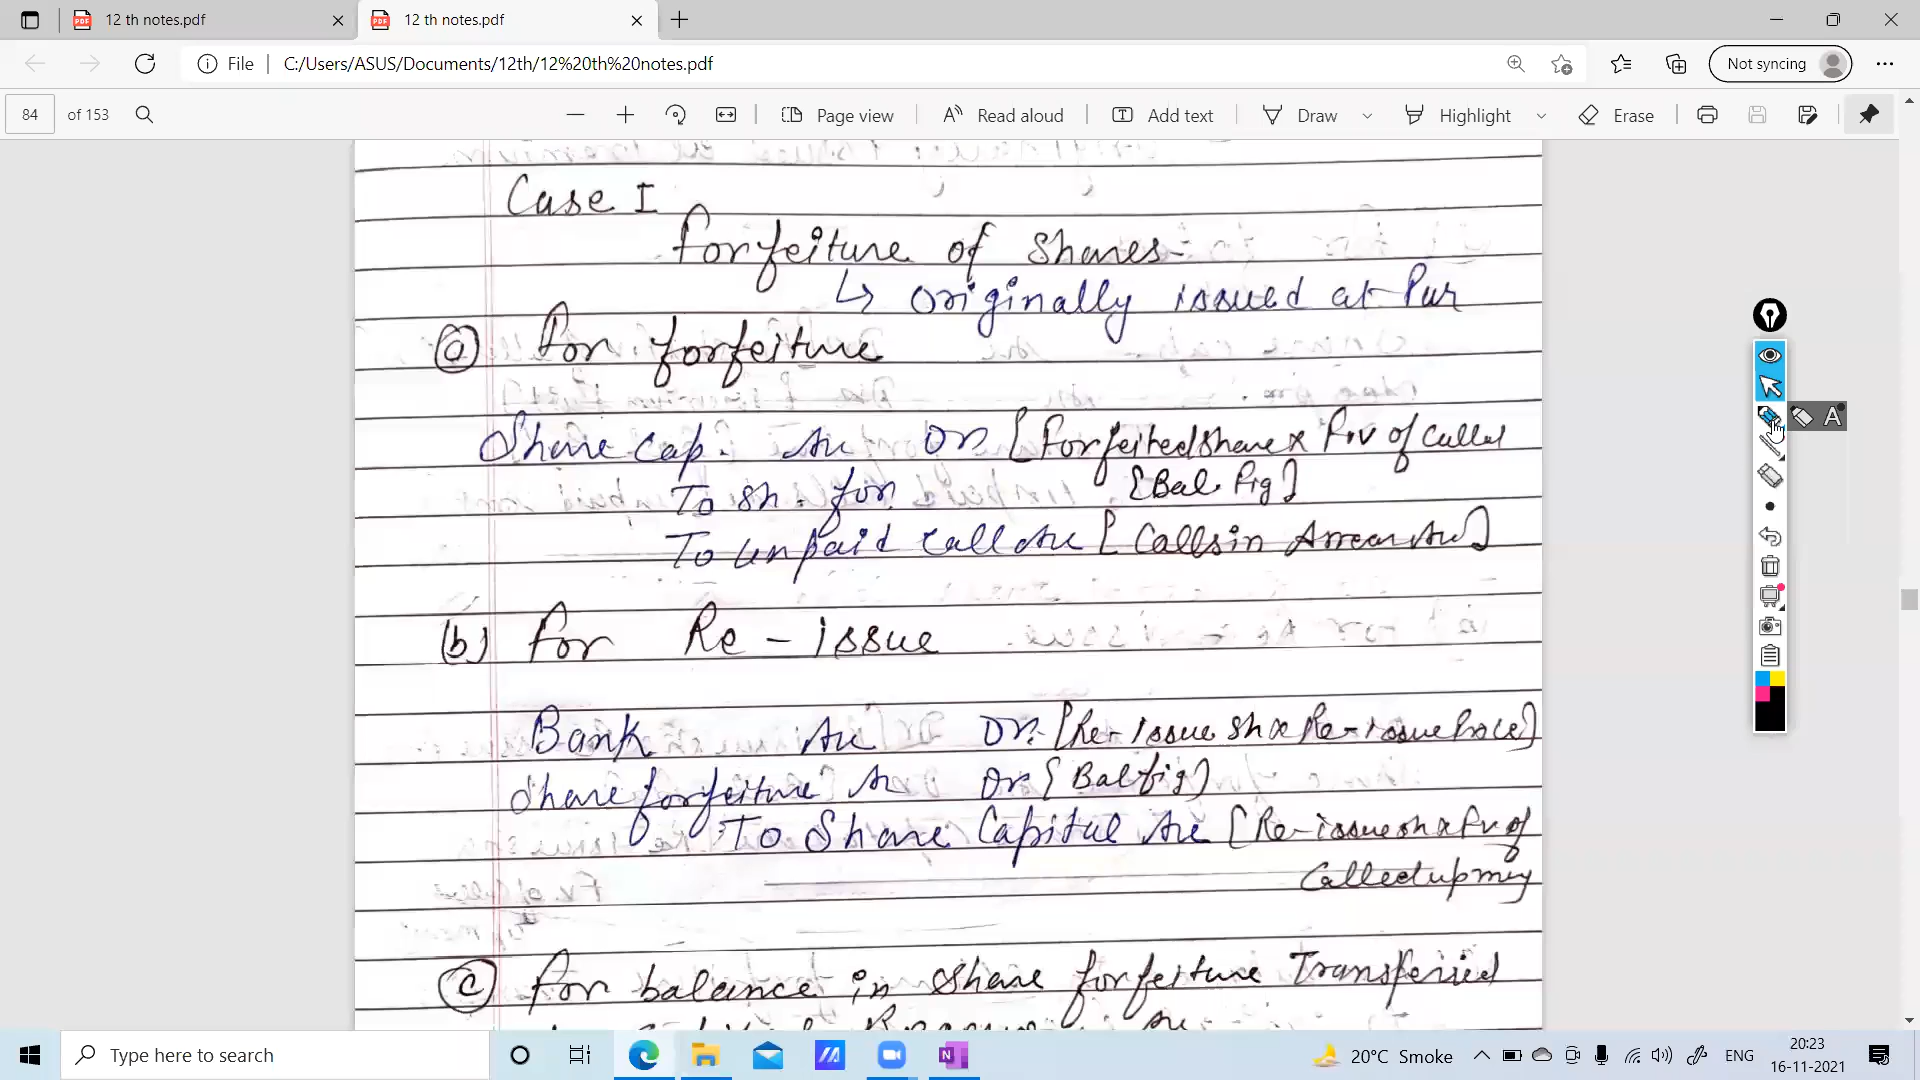 12 th notes.pdf
12 th notes.pdf
File
C:/Users/ASUS/Documents/12th/12%20th%20notes.pdf
Not syncing
84 of 153
Page view
Read aloud
Add text
Draw
Highlight
Erase
Case I
Forfeiture of Shares
↳ Originally issued at Par
(a) For forfeiture
Share Cap. A/c Dr [Forfeited share x F.V of Called
To Sh. for. [Bal. fig]
To unpaid Call A/c [Calls in Arrear A/c]
(b) for Re-issue
Bank A/c Dr. [Re-issue sh x Re-issue Price]
Share forfeiture A/c Dr [Bal fig]
To Share Capital A/c [Re-issue sh x F.v of
Calledup mny
(c) for balance in Share forfeiture Transferred
A
Type here to search
20°C Smoke
ENG
20:23
16-11-2021